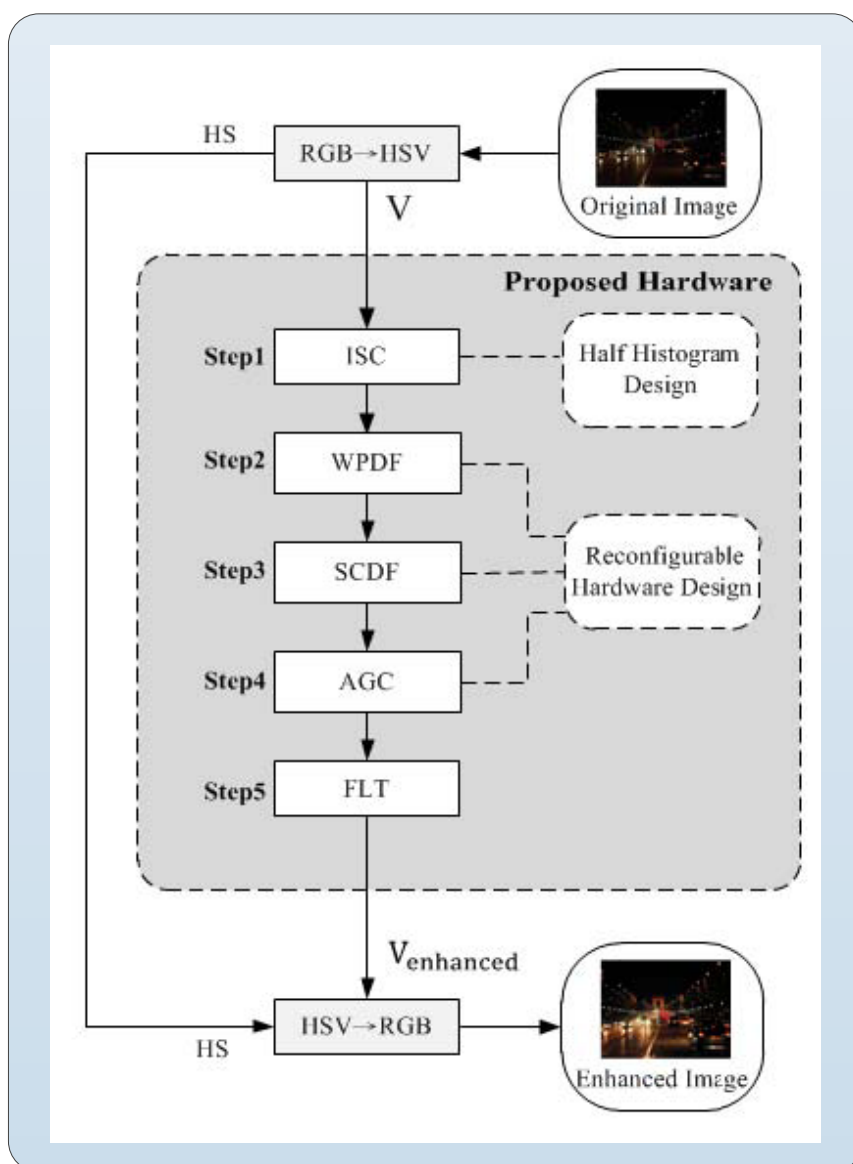 HS
RGB→HSV
Original Image
V
Proposed Hardware
Step1
ISC
Half Histogram
Design
Step2
WPDF
Step3
SCDF
Reconfigurable
Hardware Design
Step4
AGC
Step5
FLT
Venhanced
HS
HSV→RGB
Enhanced Image